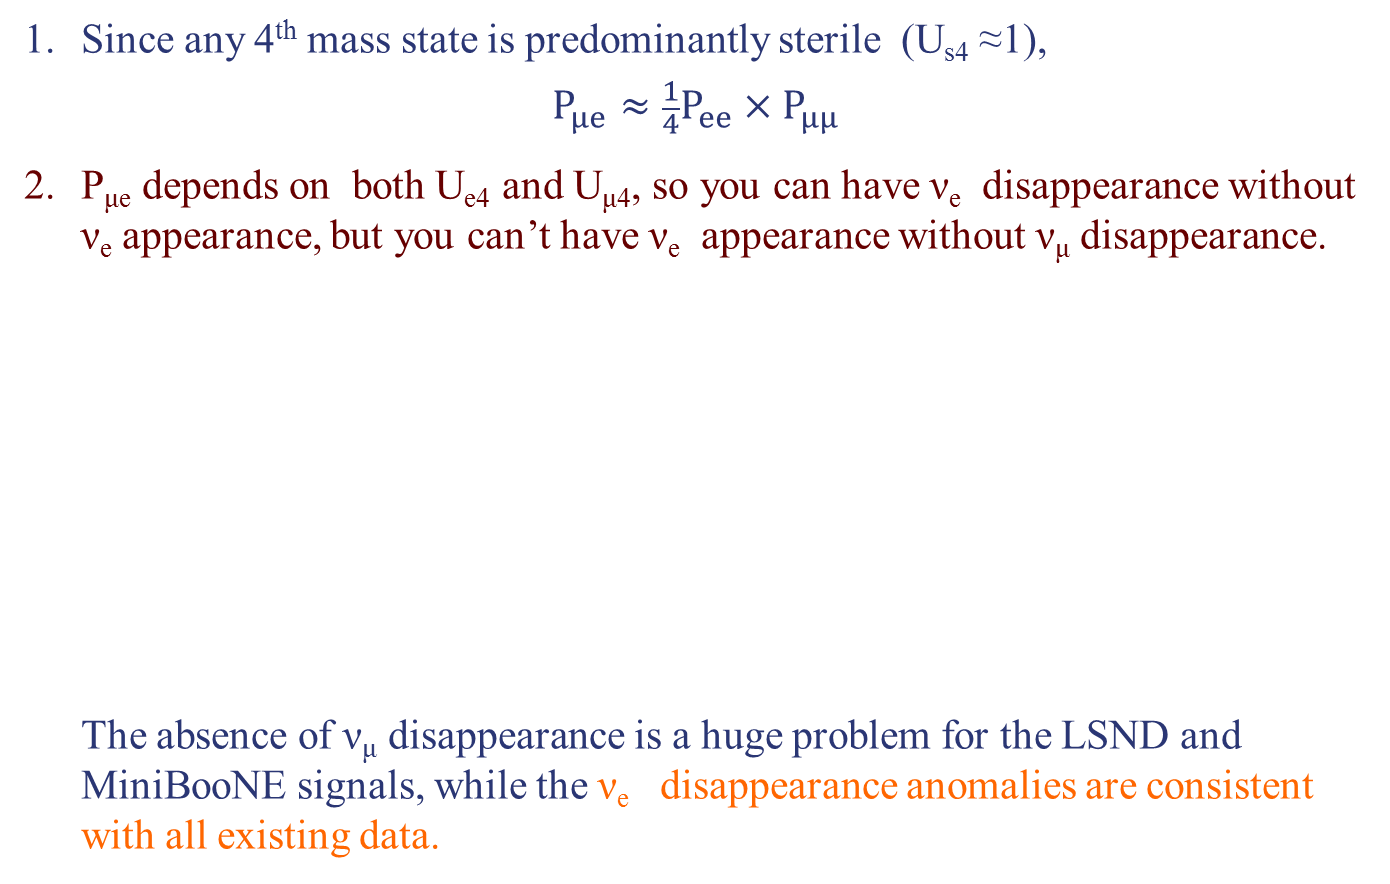 1. Since any 4th mass state is predominantly sterile (Us4 ≈1),
Pμe ≈ 1/4 Pee × Pμμ
2. Pμe depends on both Ue4 and Uμ4, so you can have νe disappearance without
νe appearance, but you can’t have νe appearance without νμ disappearance.
The absence of νμ disappearance is a huge problem for the LSND and
MiniBooNE signals, while the νe disappearance anomalies are consistent
with all existing data.